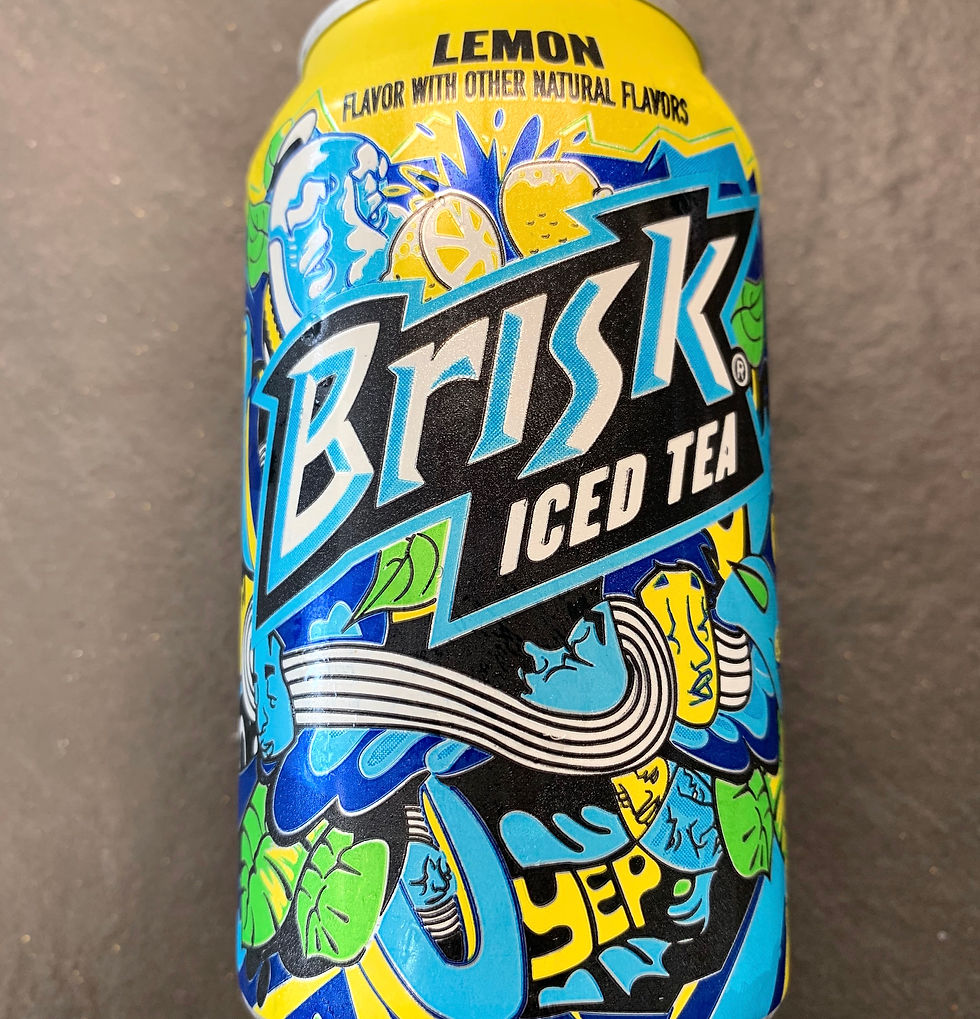 LEMON
FLAVOR WITH OTHER NATURAL FLAVORS
Brisk®
ICED TEA
YEP